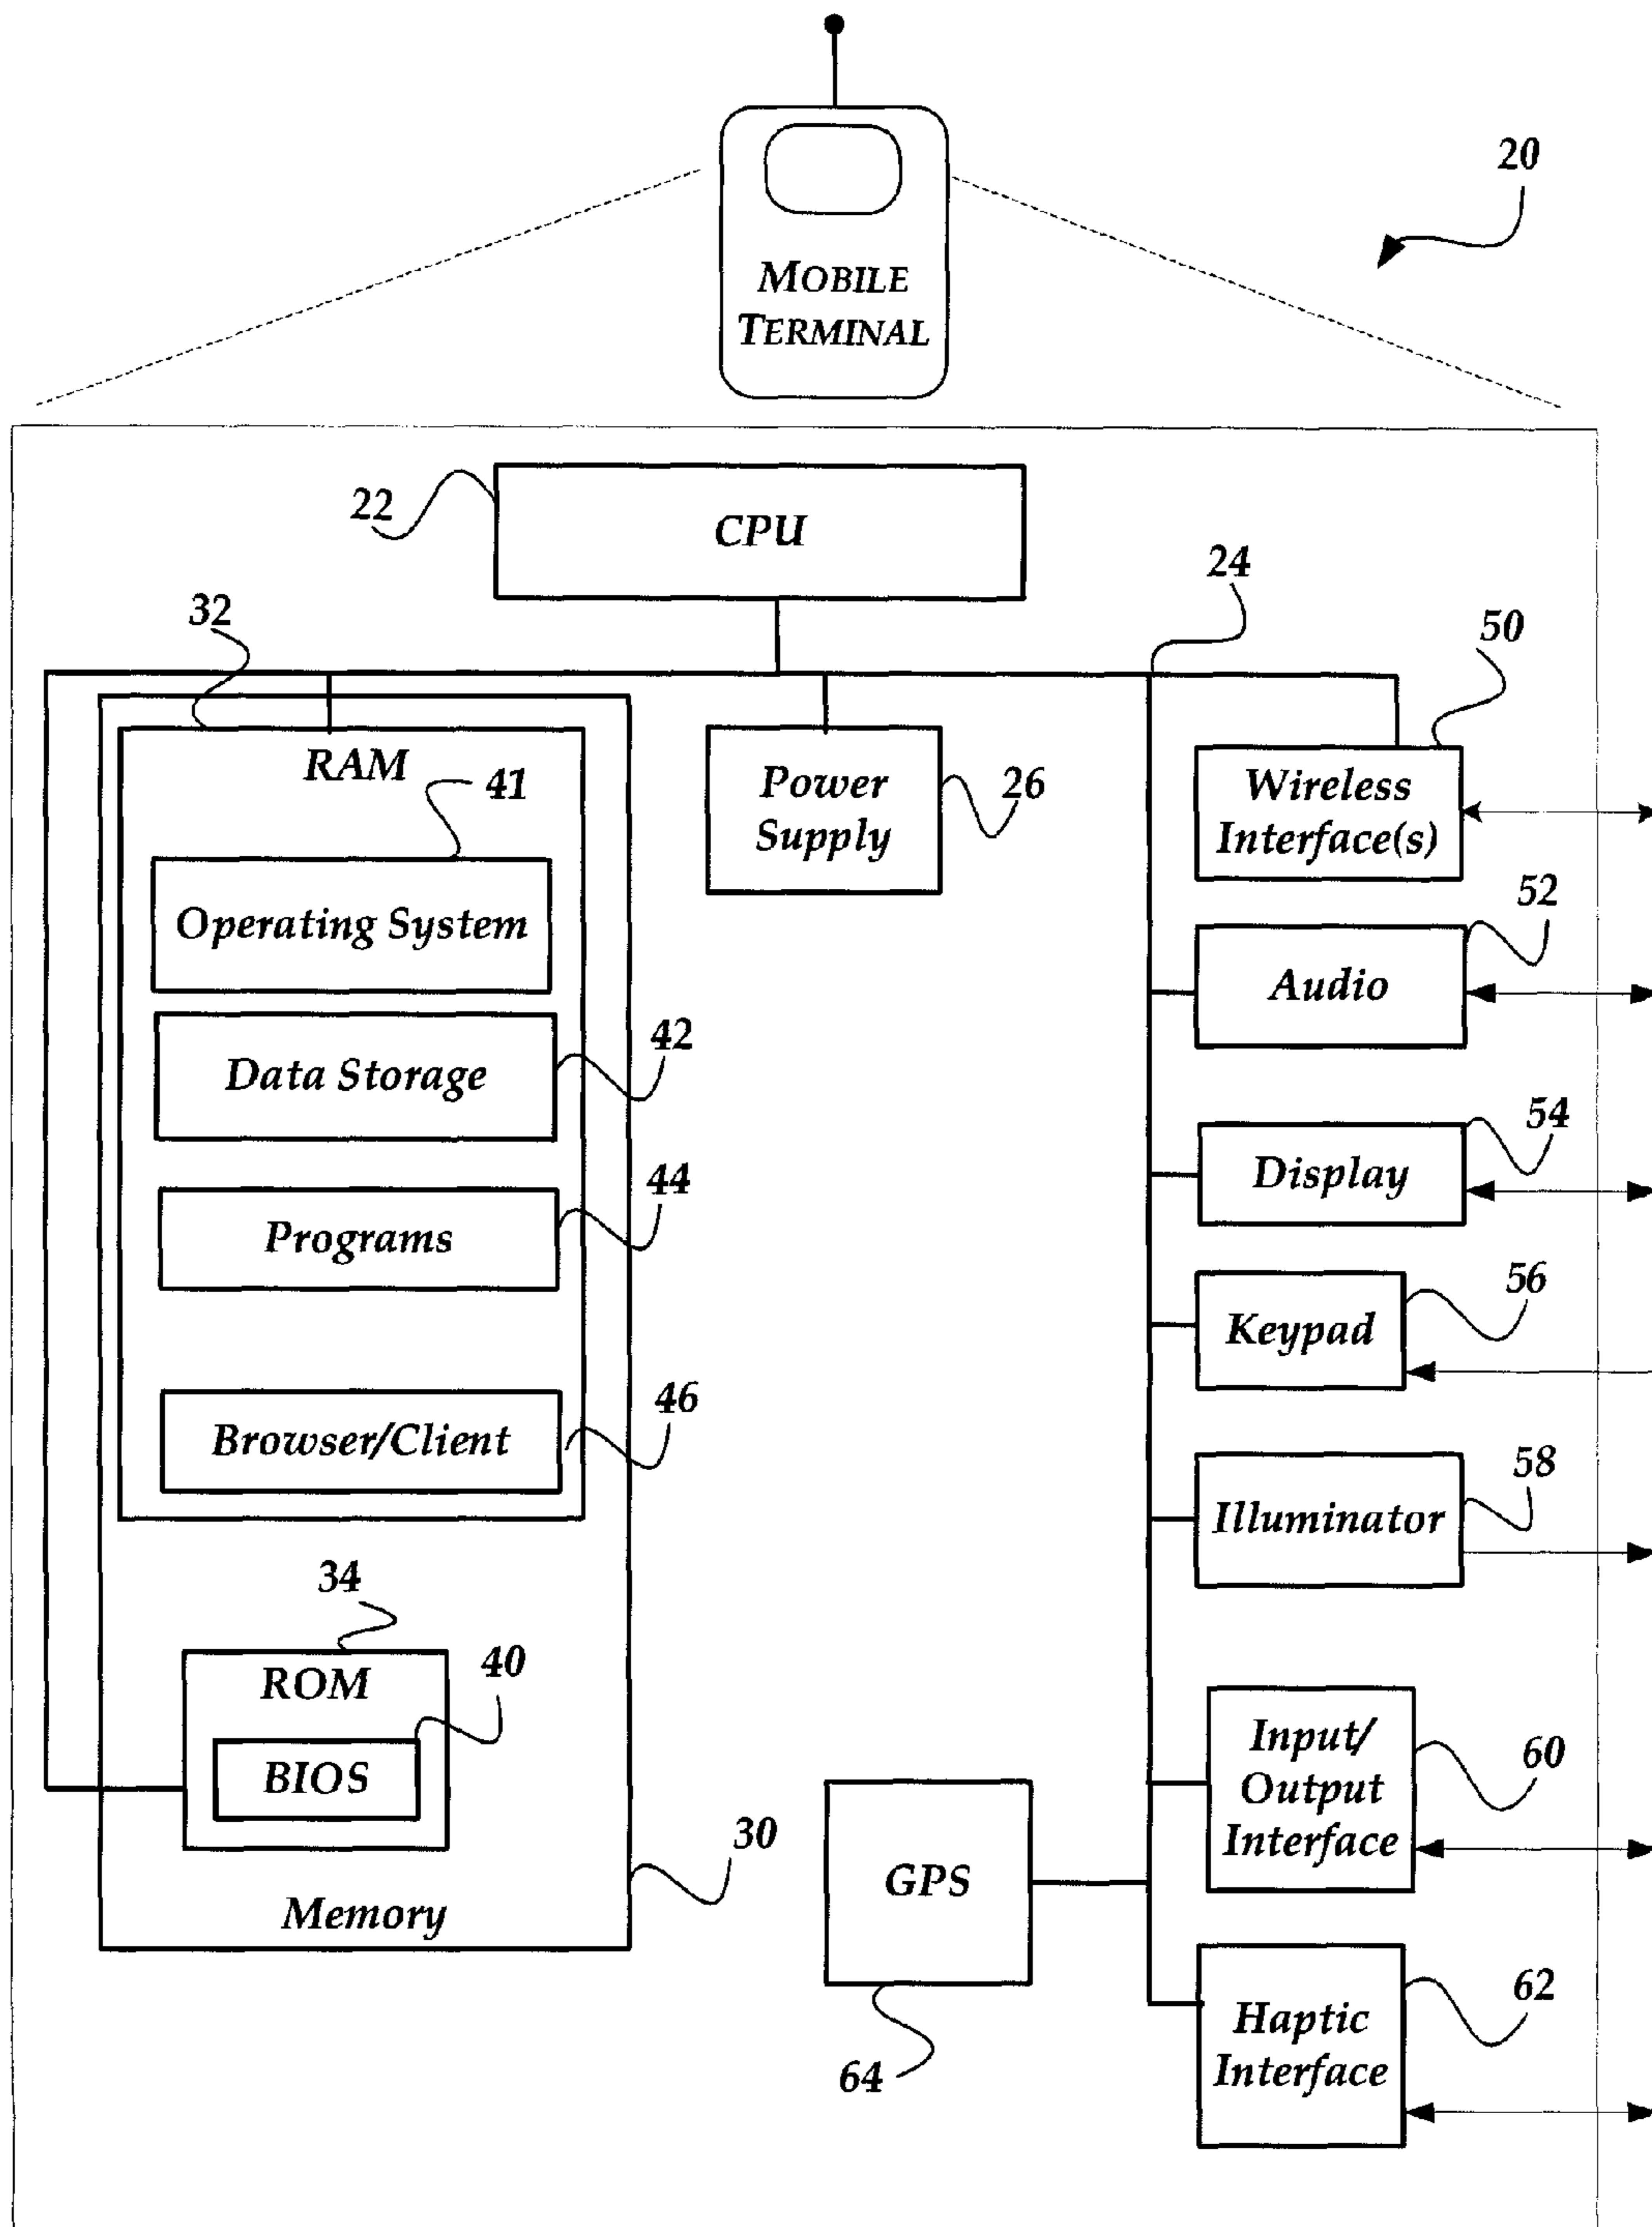 20
MOBILE
TERMINAL
22
CPU
24
32
50
RAM
41
Power
Supply
26
Wireless
Interface(s)
Operating System
52
Audio
Data Storage
42
54
Display
Programs
44
56
Keypad
Browser/Client
46
58
Illuminator
34
ROM
40
BIOS
Input/
Output
Interface
60
30
GPS
Memory
62
Haptic
Interface
64